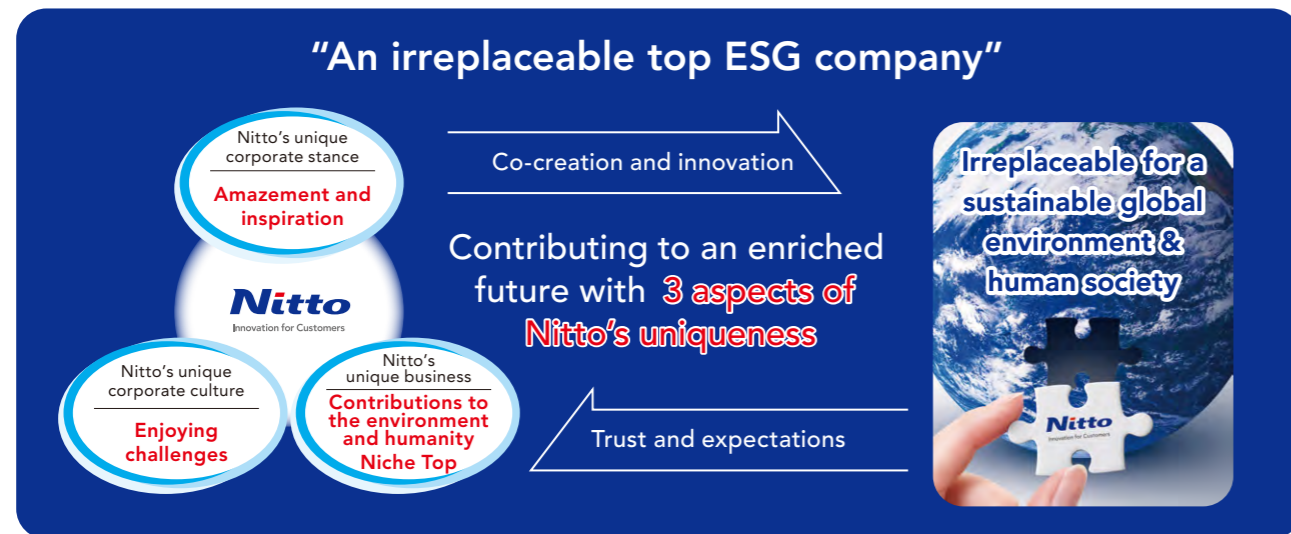 "An irreplaceable top ESG company"
Nitto's unique
corporate stance
Amazement and
inspiration
Nitto
Innovation for Customers
Nitto's unique
corporate culture
Enjoying
challenges
Nitto's
unique business
Contributions to
the environment
and humanity
Niche Top
Co-creation and innovation
Contributing to an enriched
future with 3 aspects of
Nitto's uniqueness
Trust and expectations
Irreplaceable for a
sustainable global
environment &
human society
Nitto
Innovation for Customers